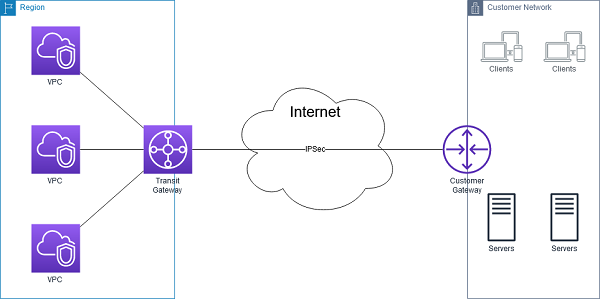 Region
Customer Network
VPC
Clients
Clients
Internet
IPSec
VPC
Transit
Gateway
Customer
Gateway
VPC
Servers
Servers